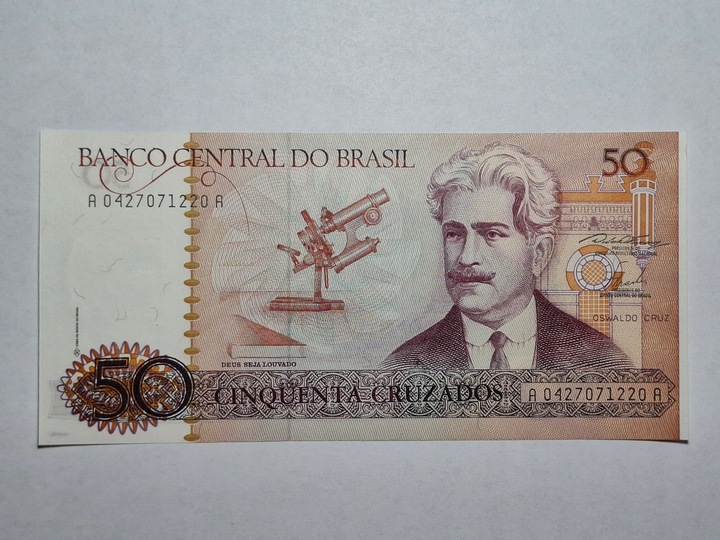 BANCO CENTRAL DO BRASIL
50
A 0427071220 A
OSWALDO CRUZ
DEUS SEJA LOUVADO
50
CINQUENTA CRUZADOS
A 0427071220 A